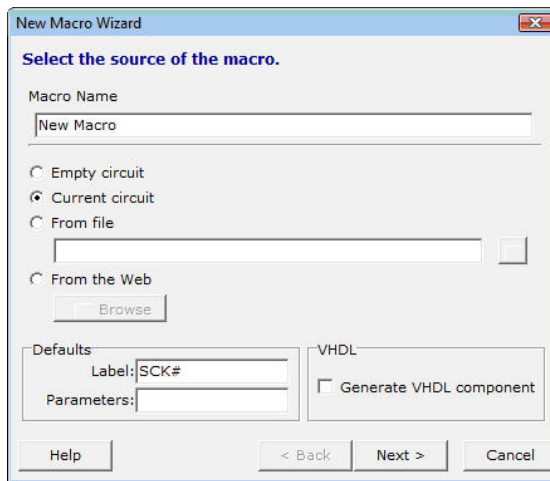 New Macro Wizard
Select the source of the macro.
Macro Name
New Macro
Empty circuit
Current circuit
From file
From the Web
Browse
Defaults
Label: SCK#
Parameters:
VHDL
Generate VHDL component
Help
< Back
Next >
Cancel